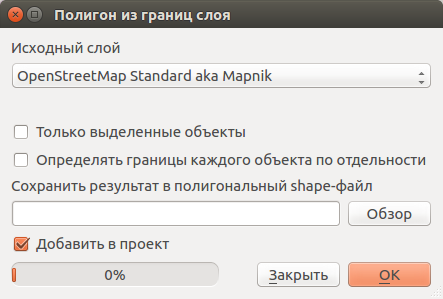 Полигон из границ слоя
Исходный слой
OpenStreetMap Standard aka Mapnik
Только выделенные объекты
Определять границы каждого объекта по отдельности
Сохранить результат в полигональный shape-файл
Обзор
Добавить в проект
0%
Закрыть
OK